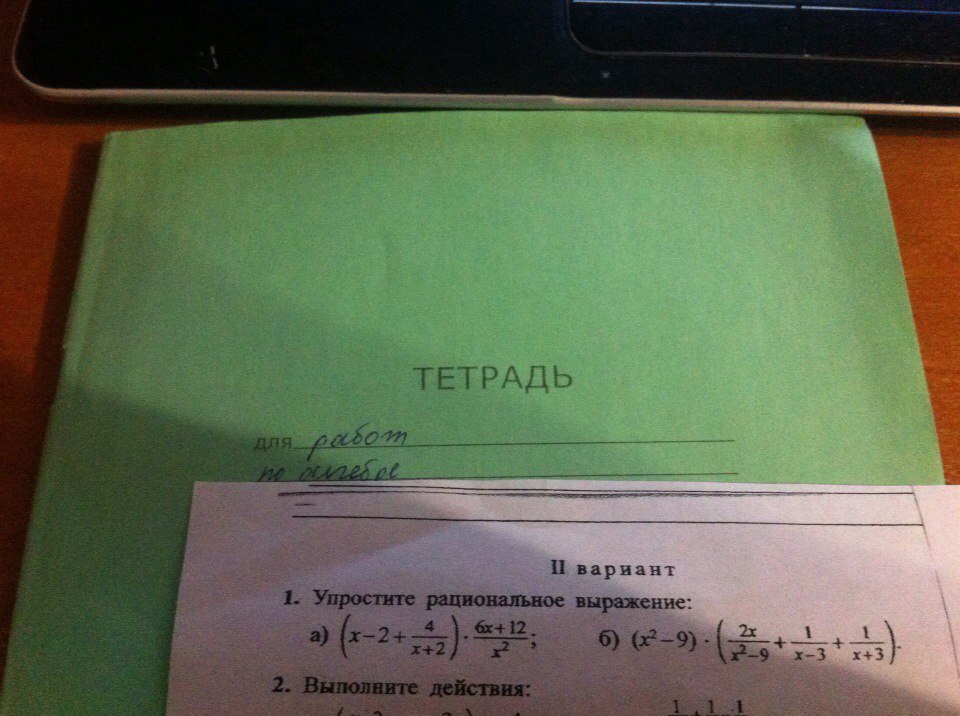 ТЕТРАДЬ
для работ
по алгебре
II вариант
1. Упростите рациональное выражение:
а) (x−2+4/(x+2))·(6x+12)/x²; б) (x²−9)·(2x/(x²−9)+1/(x−3)+1/(x+3)).
2. Выполните действия: